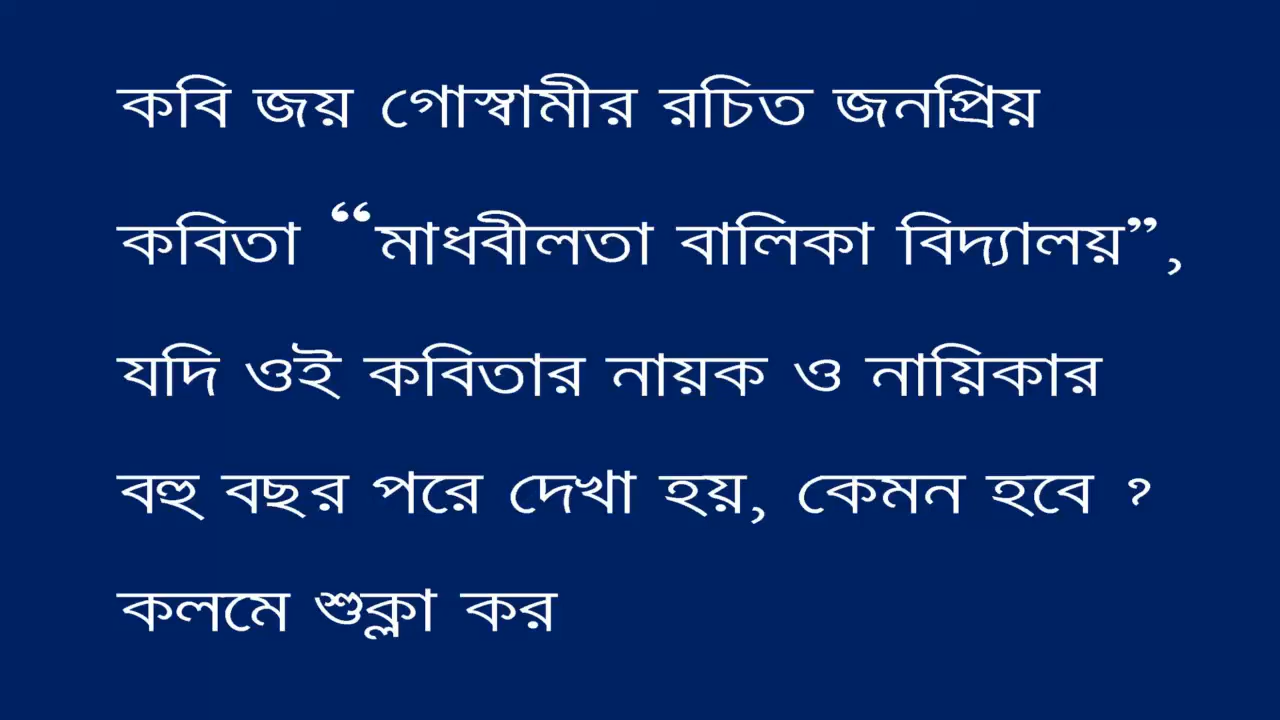 কবি জয় গোস্বামীর রচিত জনপ্রিয়
কবিতা “মাধবীলতা বালিকা বিদ্যালয়”,
যদি ওই কবিতার নায়ক ও নায়িকার
বহু বছর পরে দেখা হয়, কেমন হবে ?
কলমে শুক্লা কর